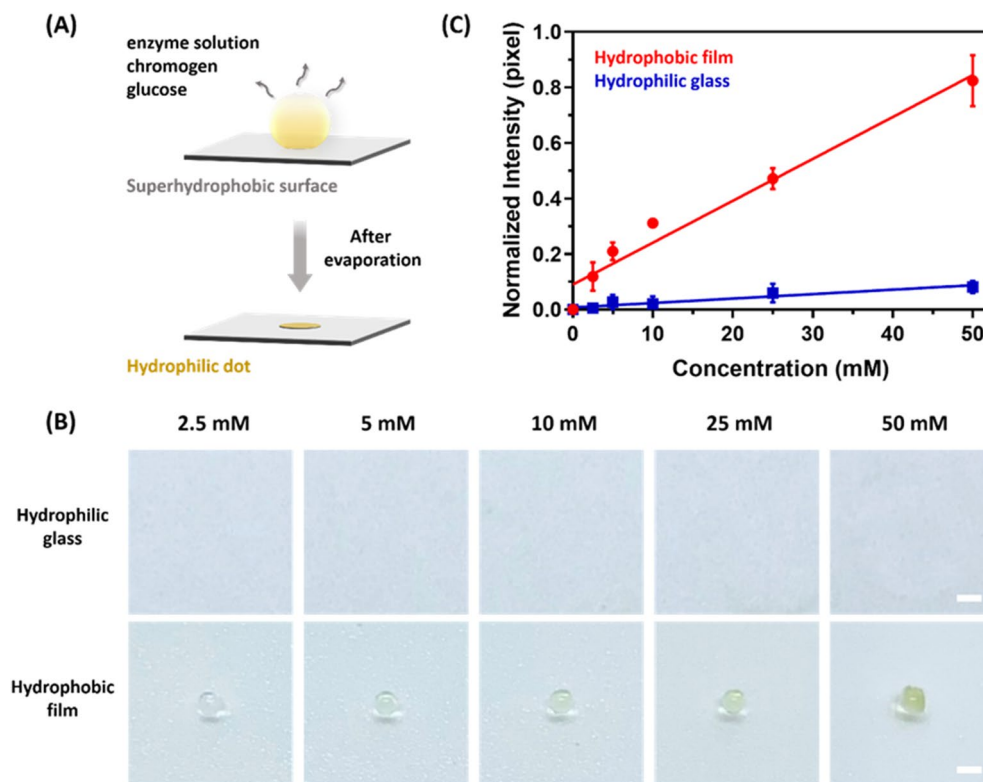 (A)
enzyme solution
chromogen
glucose
Superhydrophobic surface
After
evaporation
Hydrophilic dot
(C)
Hydrophobic film
Hydrophilic glass
Normalized Intensity (pixel)
1.0
0.8
0.6
0.4
0.2
0.0
0 10 20 30 40 50
Concentration (mM)
(B)
2.5 mM 5 mM 10 mM 25 mM 50 mM
Hydrophilic
glass
Hydrophobic
film